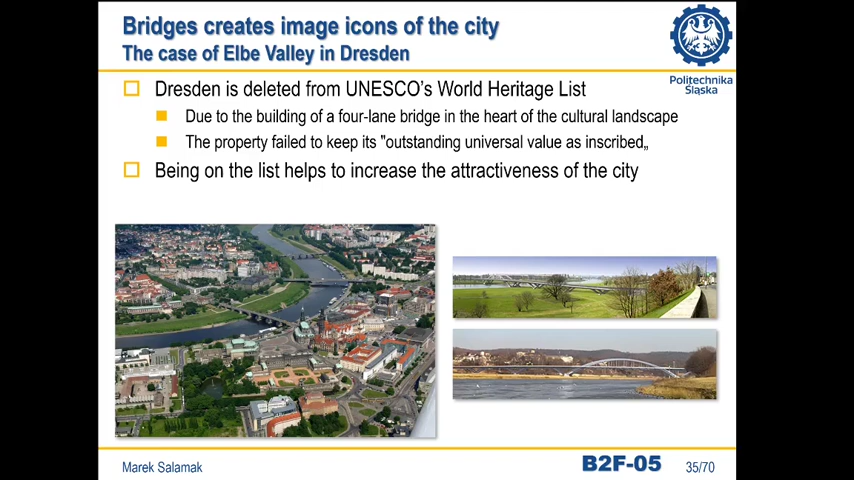 Bridges creates image icons of the city
The case of Elbe Valley in Dresden
Politechnika
Śląska
Dresden is deleted from UNESCO's World Heritage List
Due to the building of a four-lane bridge in the heart of the cultural landscape
The property failed to keep its "outstanding universal value as inscribed„
Being on the list helps to increase the attractiveness of the city
Marek Salamak
B2F-05
35/70